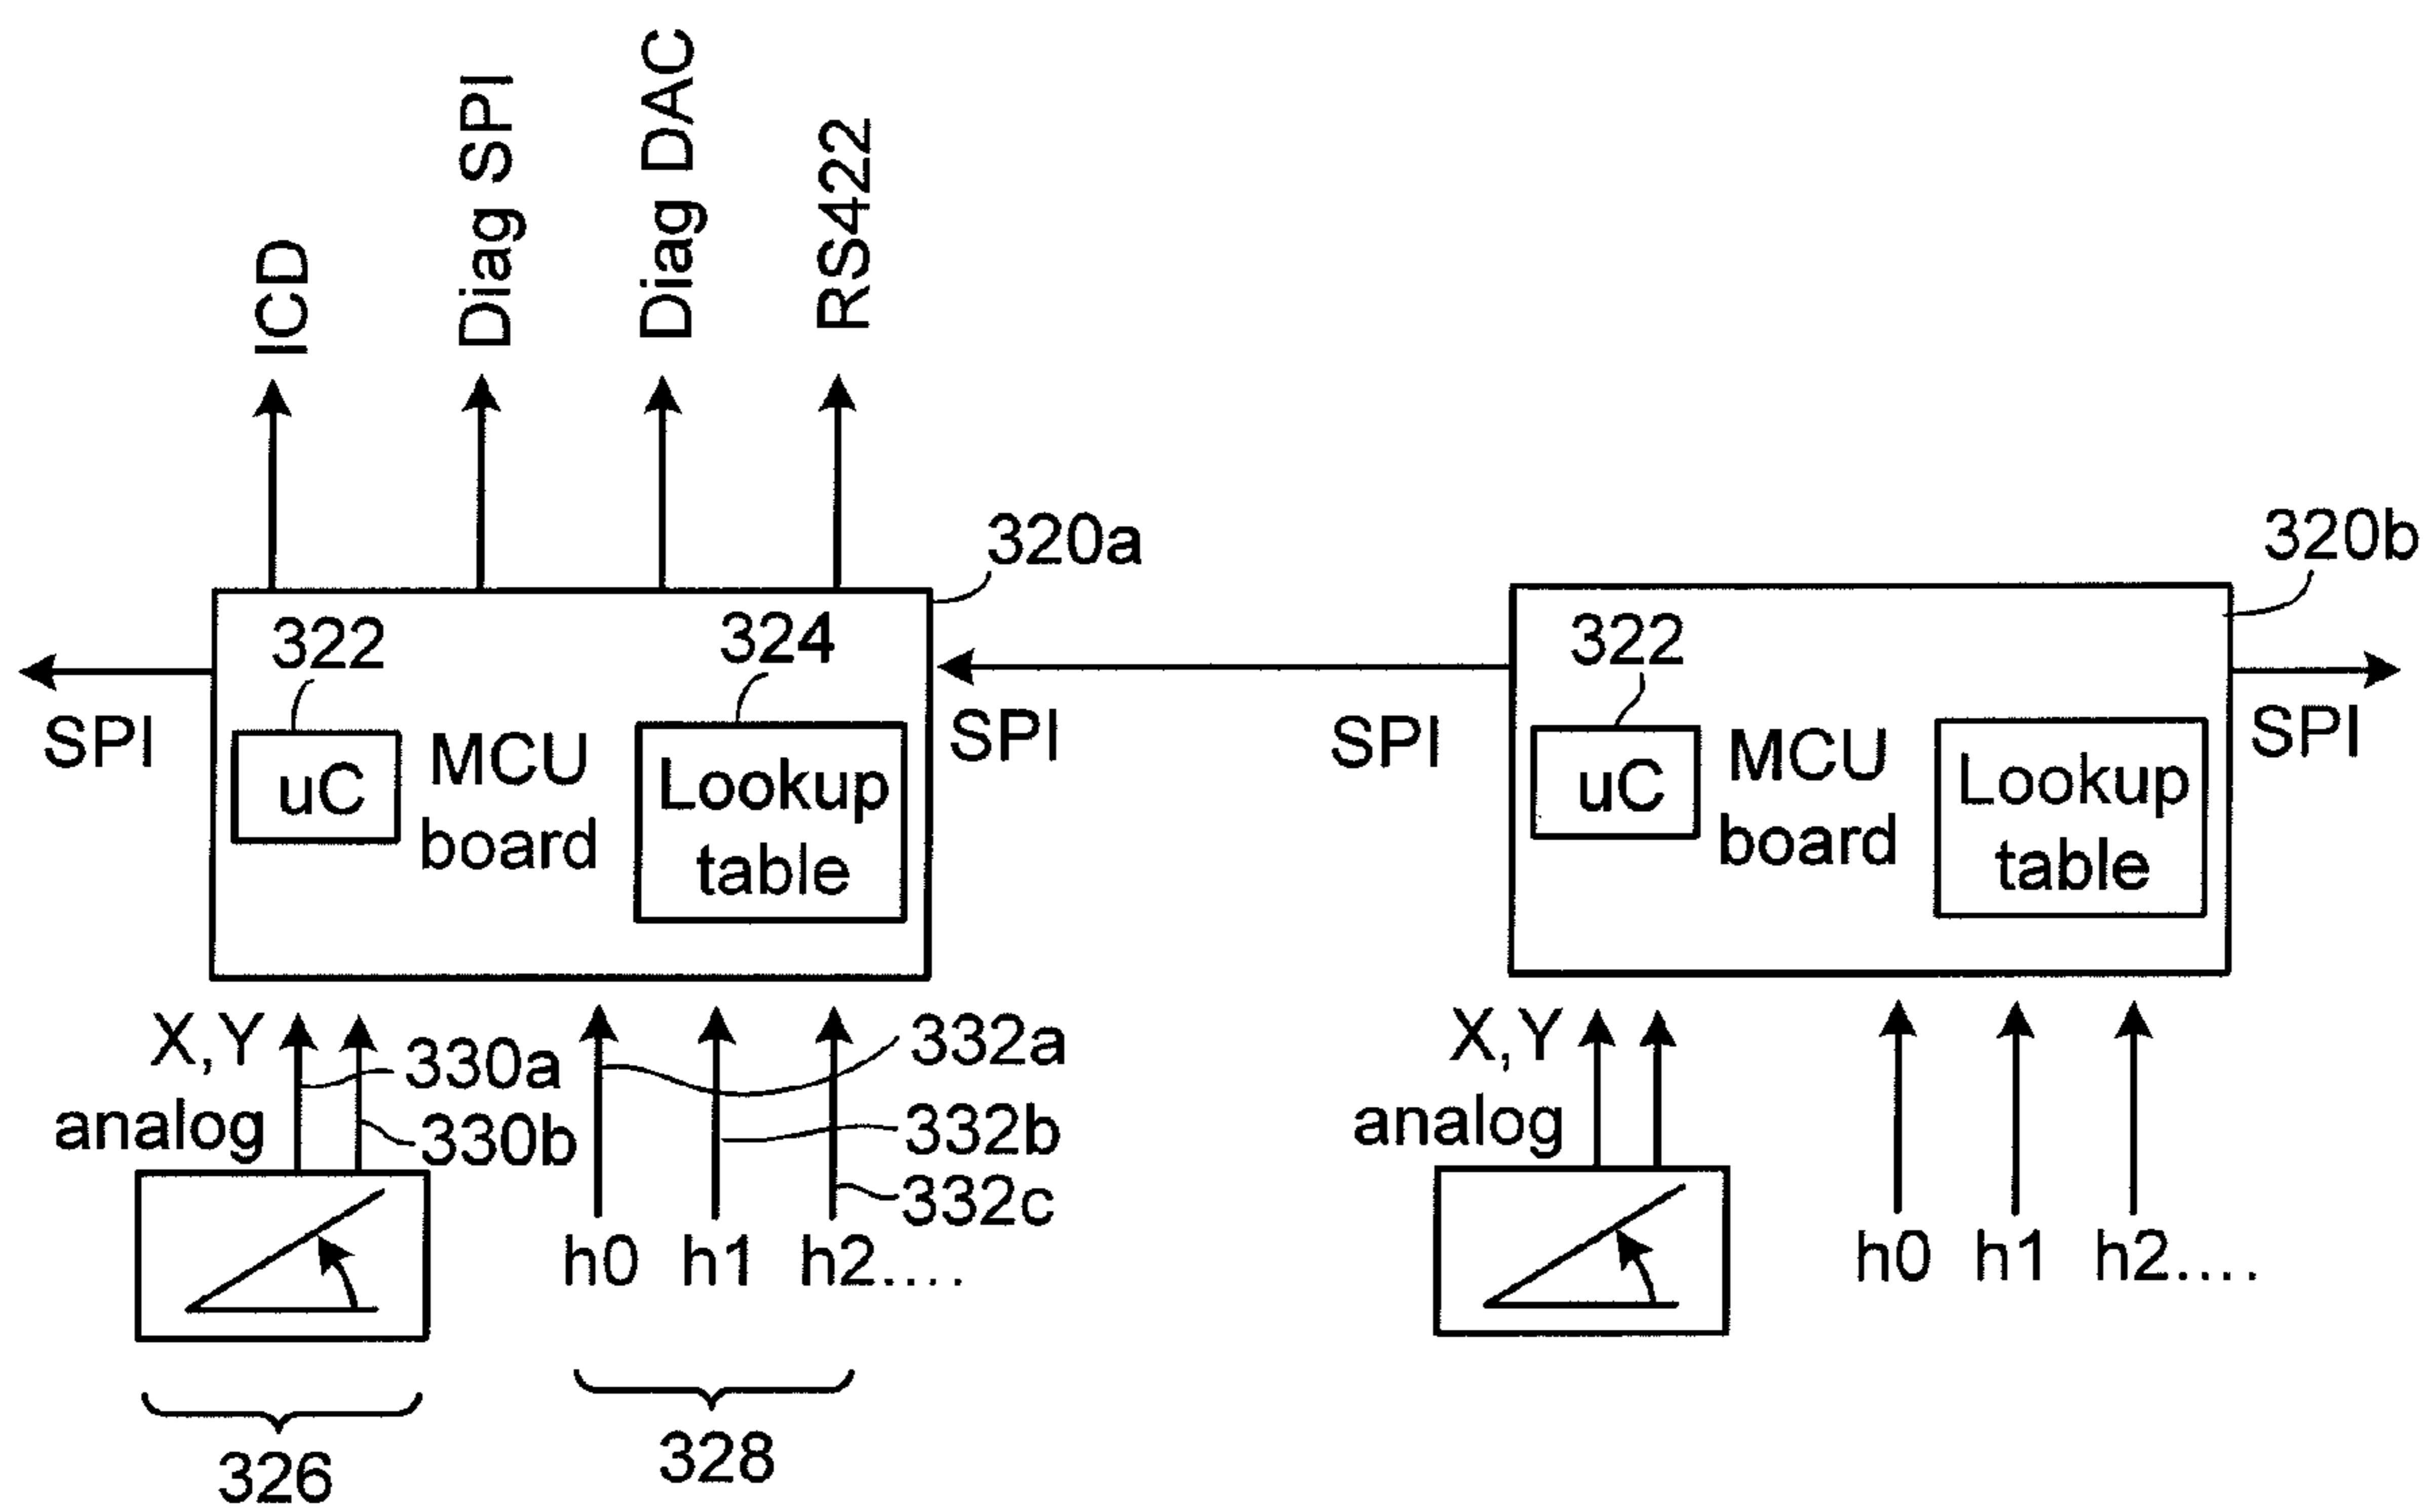 ICD
Diag SPI
Diag DAC
RS422
320a
320b
322
324
322
SPI
uC
MCU
board
Lookup
table
SPI
SPI
uC
MCU
board
Lookup
table
SPI
X,Y
analog
330a
330b
332a
332b
332c
h0
h1
h2....
X,Y
analog
h0
h1
h2....
326
328